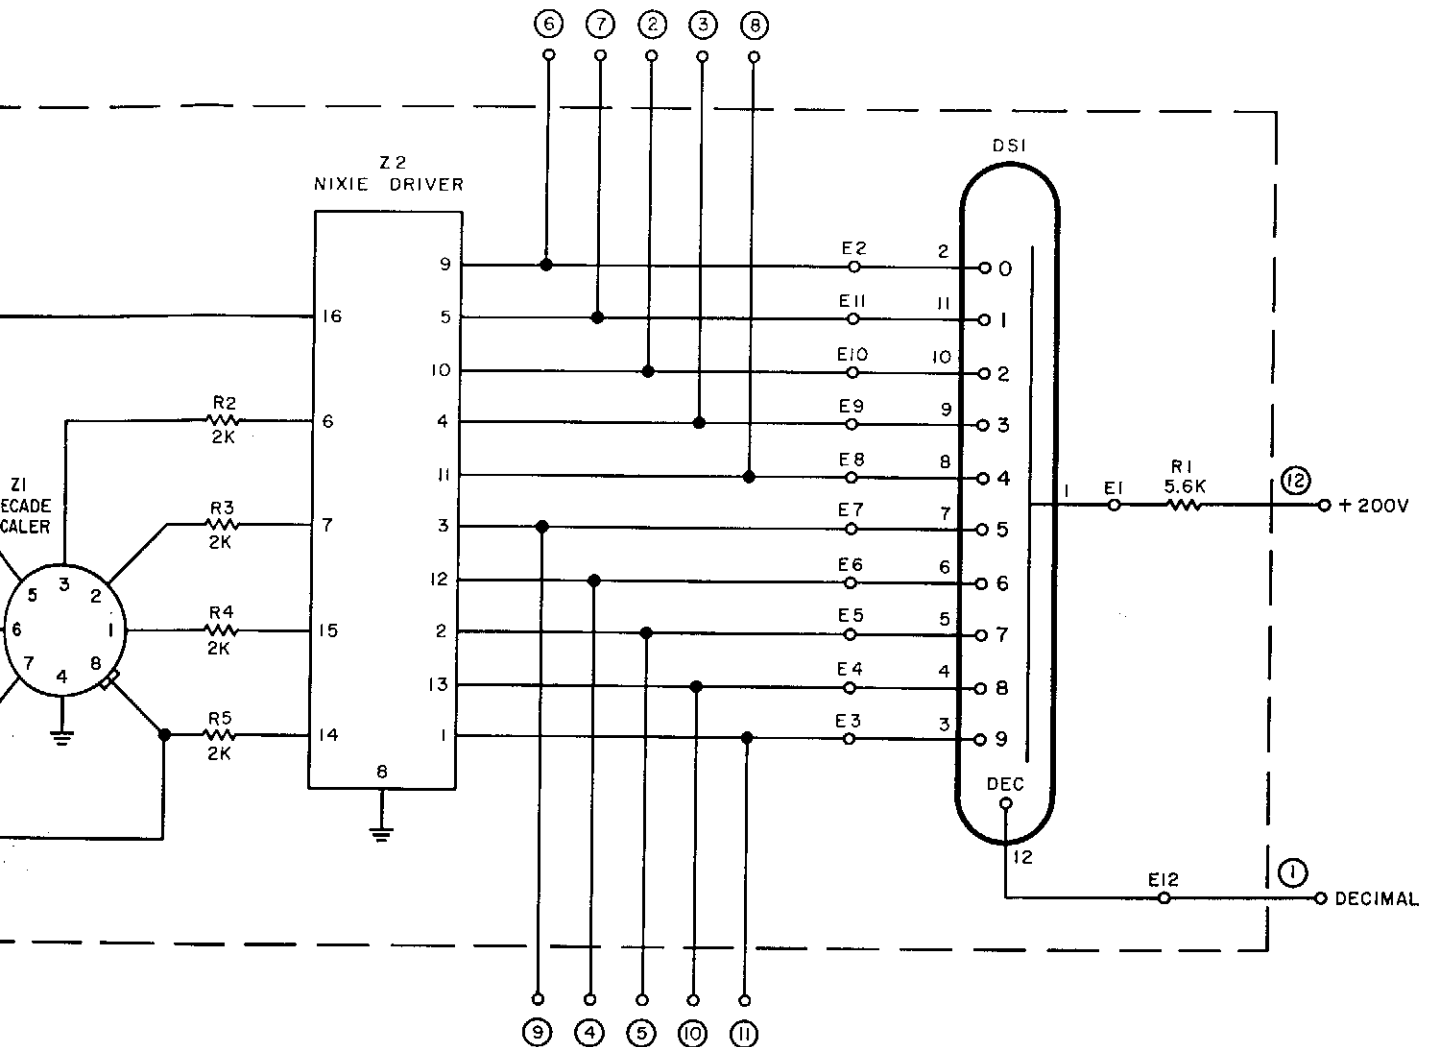 6 7 2 3 8
DS1
Z2
NIXIE DRIVER
9 E2 2 0
16 5 E11 11 1
10 E10 10 2
R2
2K
6 4 E9 9 3
11 E8 8 4
R1
5.6K
1 E1 12 +200V
Z1
ECADE
CALER
R3
2K
7 3 E7 7 5
12 E6 6 6
5 3 2
6 1
7 4 8
R4
2K
15 2 E5 5 7
13 E4 4 8
R5
2K
14 1 E3 3 9
8
DEC
12
E12 1 DECIMAL
9 4 5 10 11